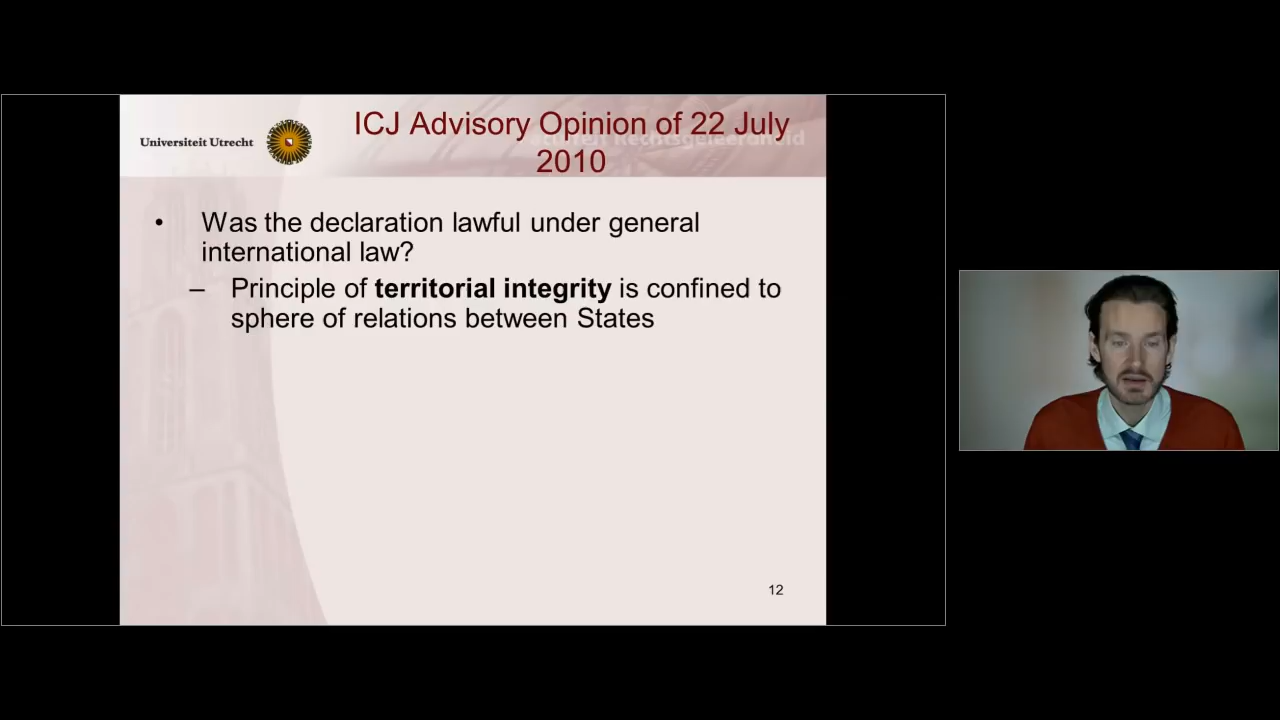 Universiteit Utrecht
ICJ Advisory Opinion of 22 July
2010
Rechtsgeleerdheid
• Was the declaration lawful under general
international law?
– Principle of territorial integrity is confined to
sphere of relations between States
12